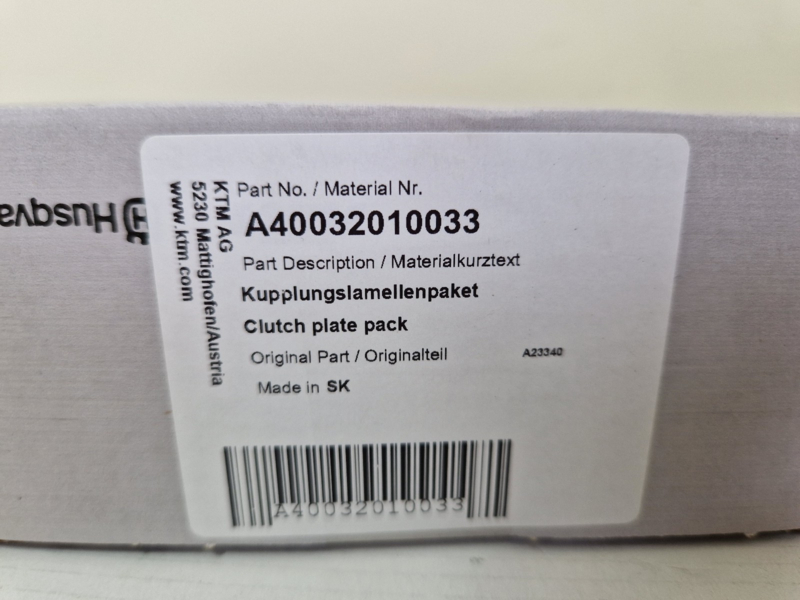 Husqva
KTM AG
5230 Mattighofen/Austria
www.ktm.com
Part No. / Material Nr.
A40032010033
Part Description / Materialkurztext
Kupplungslamellenpaket
Clutch plate pack
Original Part / Originalteil A23340
Made in SK
A40032010033